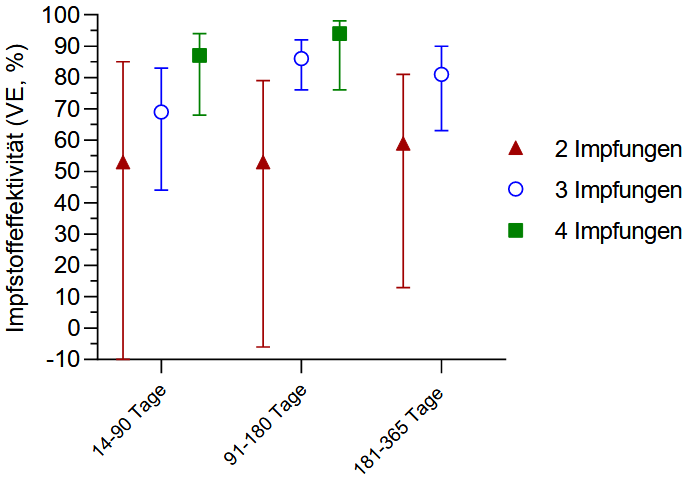 Impfstoffeffektivität (VE, %)
100
90
80
70
60
50
40
30
20
10
0
-10
14-90 Tage
91-180 Tage
181-365 Tage
2 Impfungen
3 Impfungen
4 Impfungen